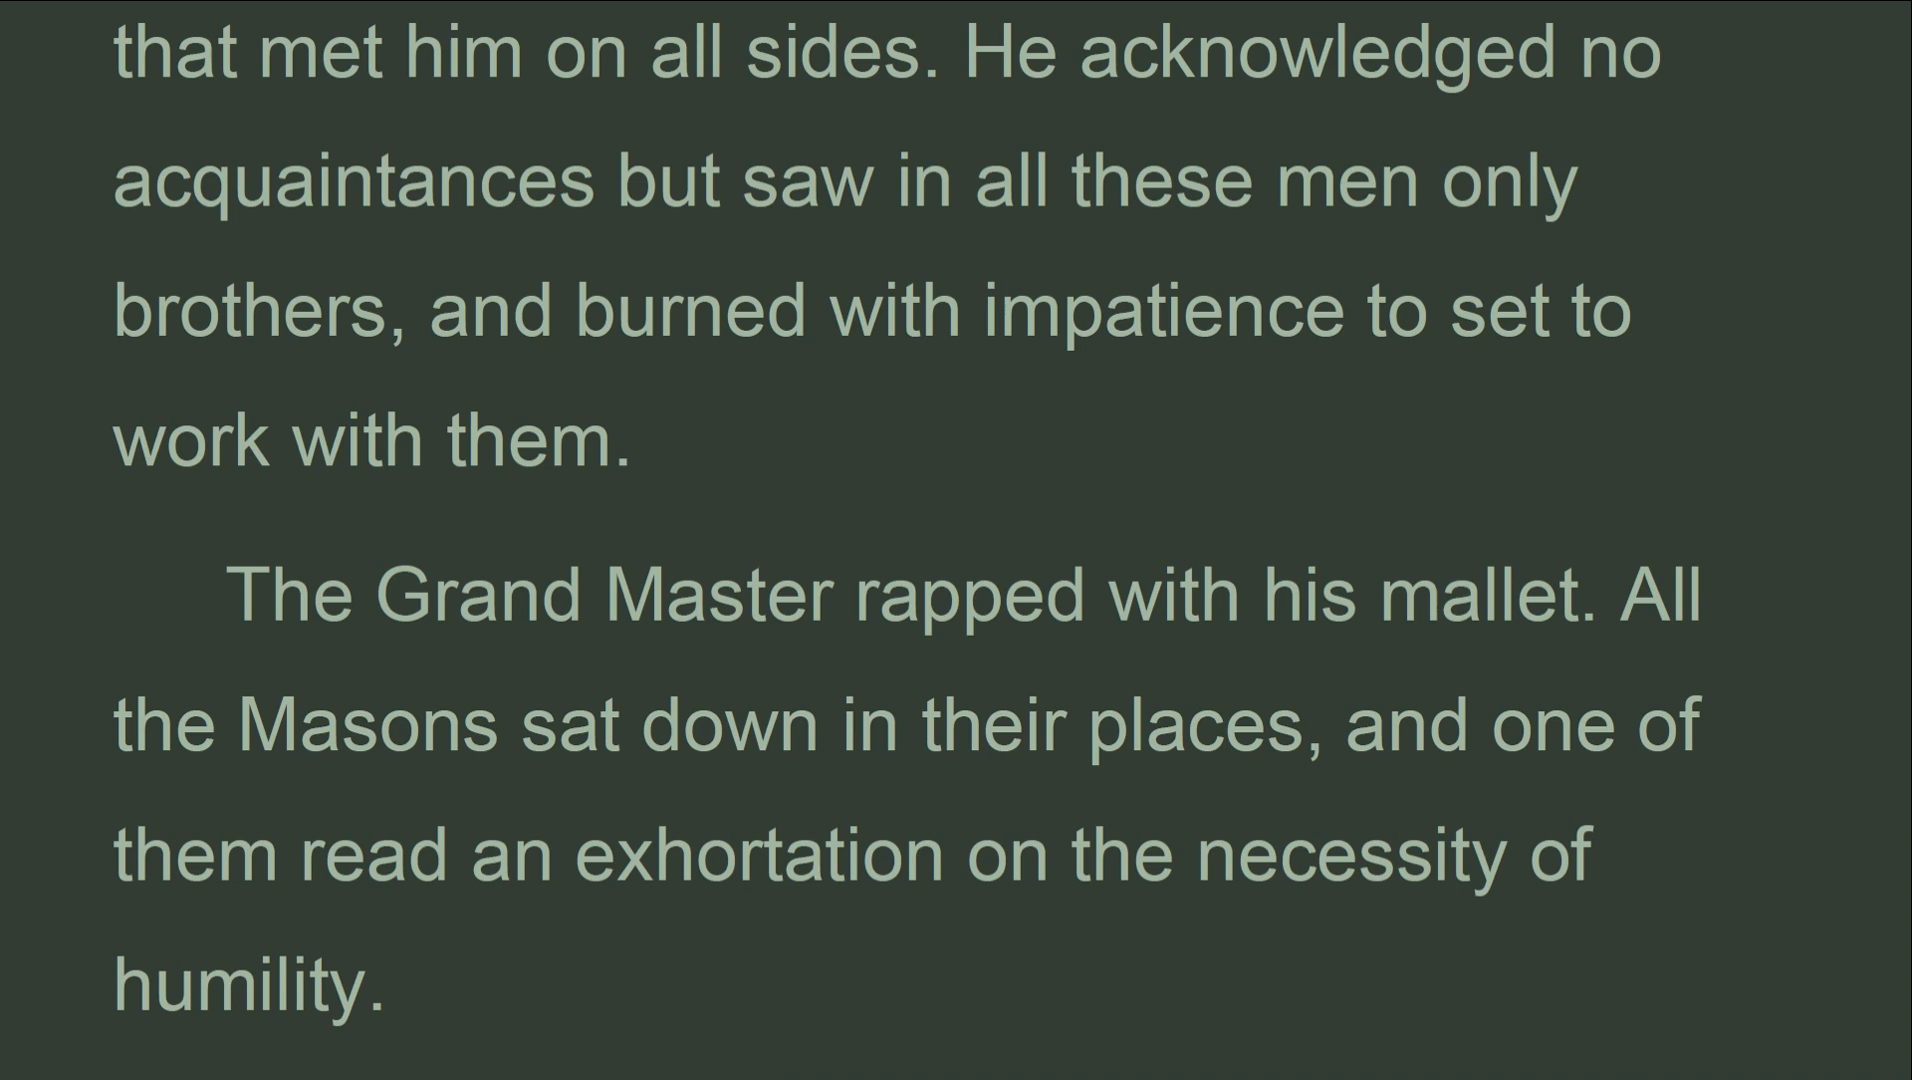 that met him on all sides. He acknowledged no
acquaintances but saw in all these men only
brothers, and burned with impatience to set to
work with them.
The Grand Master rapped with his mallet. All
the Masons sat down in their places, and one of
them read an exhortation on the necessity of
humility.